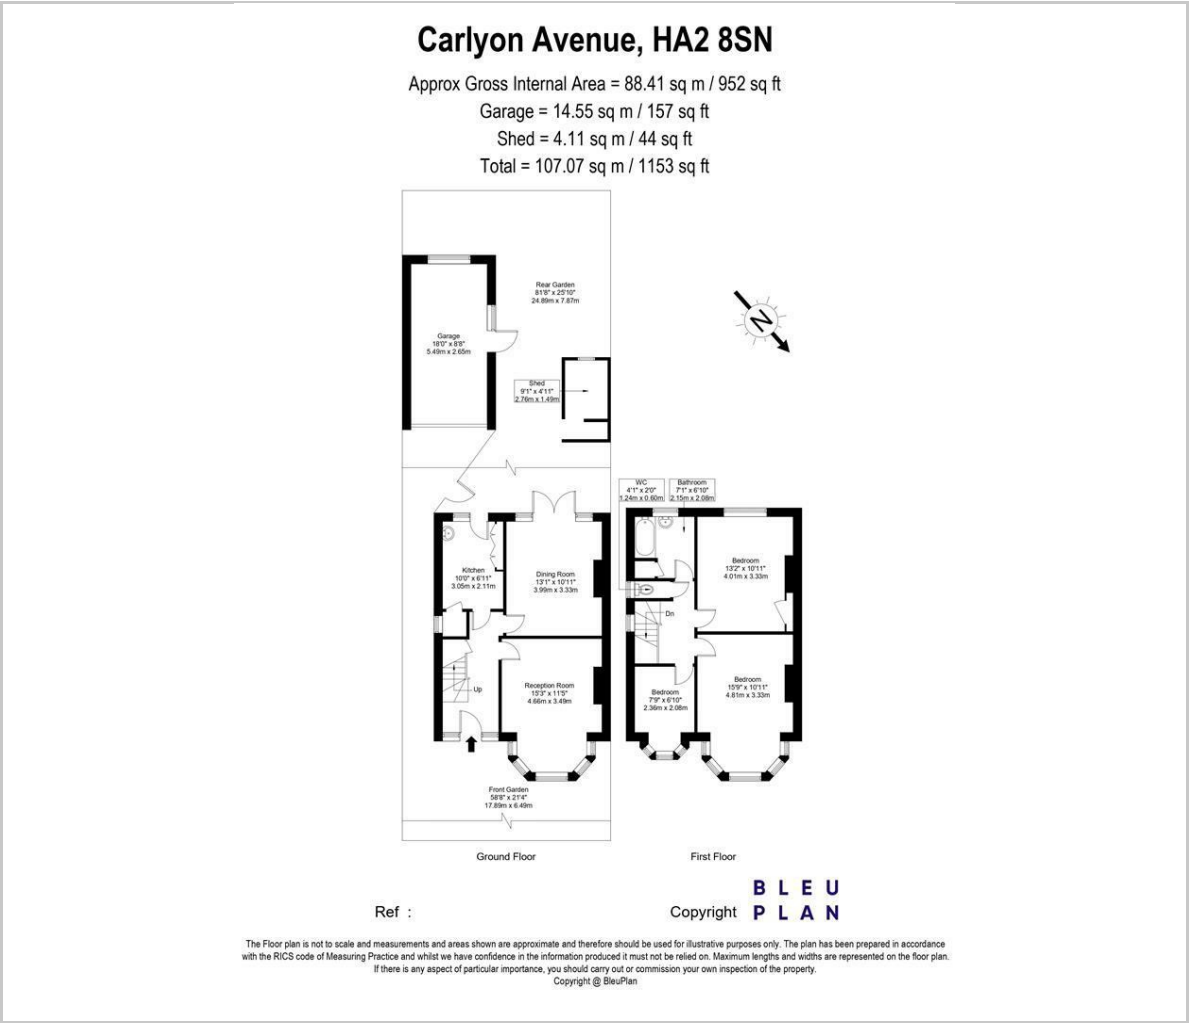 Carlyon Avenue, HA2 8SN
Approx Gross Internal Area = 88.41 sq m / 952 sq ft
Garage = 14.55 sq m / 157 sq ft
Shed = 4.11 sq m / 44 sq ft
Total = 107.07 sq m / 1153 sq ft
Rear Garden
81'8" x 25'10"
24.89m x 7.87m
N
Garage
18'0" x 8'8"
5.49m x 2.65m
Shed
9'1" x 4'11"
2.76m x 1.49m
WC
4'1" x 2'0"
1.24m x 0.60m
Bathroom
7'1" x 6'10"
2.15m x 2.08m
Kitchen
10'0" x 6'11"
3.05m x 2.11m
Dining Room
13'1" x 10'11"
3.99m x 3.33m
Bedroom
13'2" x 10'11"
4.01m x 3.33m
Dn
Up
Reception Room
15'3" x 11'5"
4.66m x 3.49m
Bedroom
7'9" x 6'10"
2.36m x 2.08m
Bedroom
15'9" x 10'11"
4.81m x 3.33m
Front Garden
58'8" x 21'4"
17.89m x 6.49m
Ground Floor
First Floor
Ref :
Copyright
BLEU
PLAN
The Floor plan is not to scale and measurements and areas shown are approximate and therefore should be used for illustrative purposes only. The plan has been prepared in accordance
with the RICS code of Measuring Practice and whilst we have confidence in the information produced it must not be relied on. Maximum lengths and widths are represented on the floor plan.
If there is any aspect of particular importance, you should carry out or commission your own inspection of the property.
Copyright @ BleuPlan